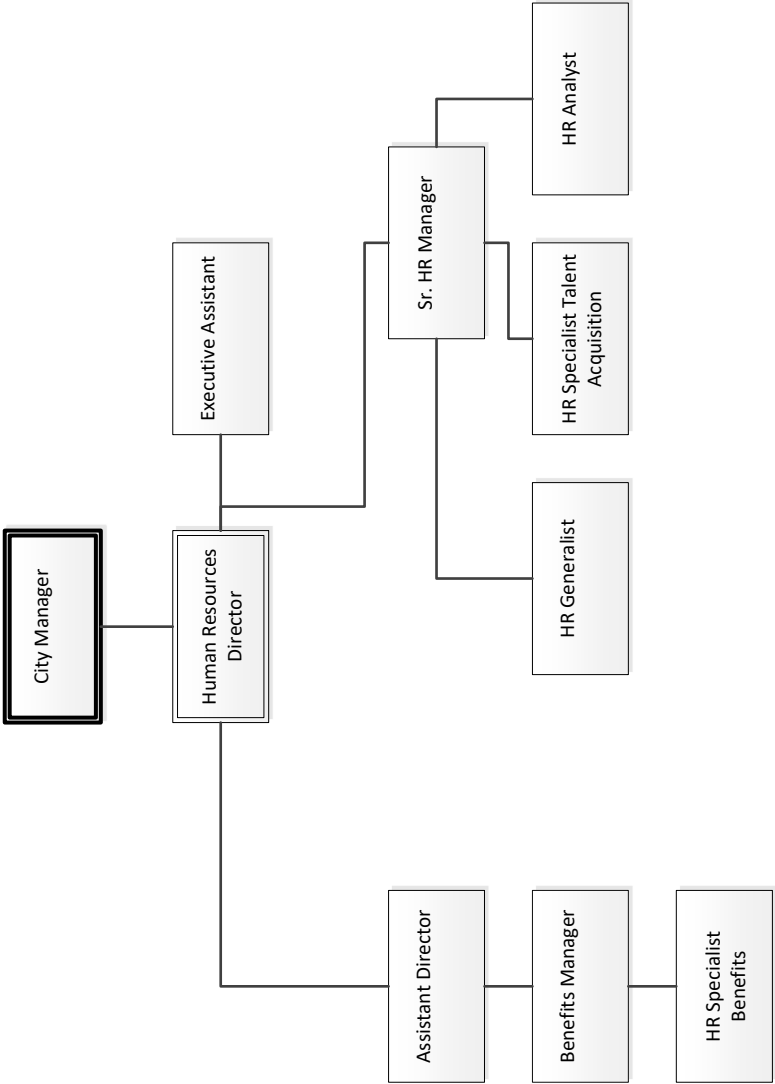 City Manager
Human Resources
Director
Executive Assistant
Assistant Director
Sr. HR Manager
Benefits Manager
HR Generalist
HR Specialist Talent
Acquisition
HR Analyst
HR Specialist
Benefits